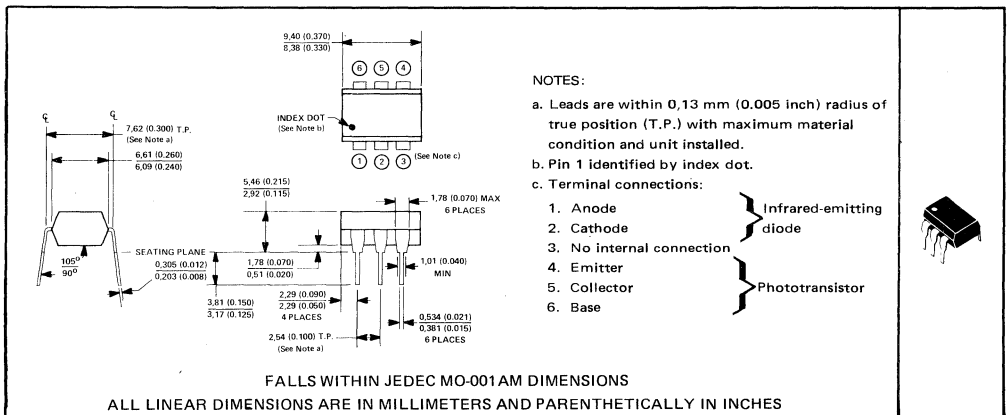 9,40 (0.370)
8,38 (0.330)
6 5 4
INDEX DOT
(See Note b)
1 2 3 (See Note c)
℄ ℄
7,62 (0.300) T.P.
(See Note a)
6,61 (0.260)
6,09 (0.240)
5,46 (0.215)
2,92 (0.115)
1,78 (0.070) MAX
6 PLACES
SEATING PLANE
105°
90°
0,305 (0.012)
0,203 (0.008)
1,78 (0.070)
0,51 (0.020)
1,01 (0.040)
MIN
3,81 (0.150)
3,17 (0.125)
2,29 (0.090)
2,29 (0.050)
4 PLACES
0,534 (0.021)
0,381 (0.015)
6 PLACES
2,54 (0.100) T.P.
(See Note a)
NOTES:
a. Leads are within 0,13 mm (0.005 inch) radius of
true position (T.P.) with maximum material
condition and unit installed.
b. Pin 1 identified by index dot.
c. Terminal connections:
1. Anode
2. Cathode
Infrared-emitting
diode
3. No internal connection
4. Emitter
5. Collector
6. Base
Phototransistor
FALLS WITHIN JEDEC MO-001AM DIMENSIONS
ALL LINEAR DIMENSIONS ARE IN MILLIMETERS AND PARENTHETICALLY IN INCHES